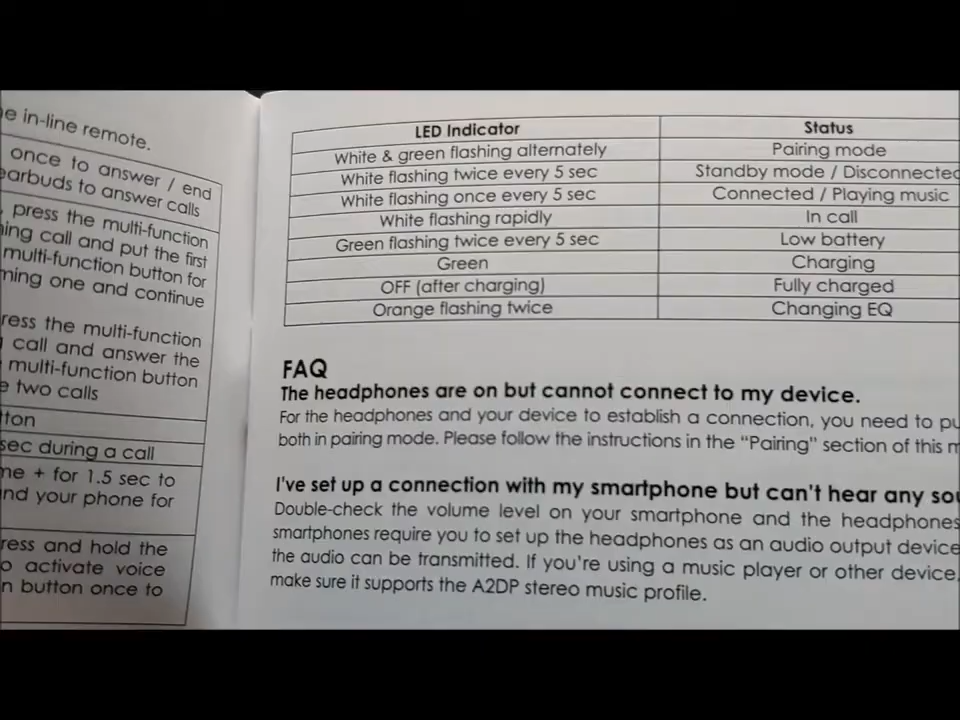 e in-line remote.
once to answer / end
earbuds to answer calls
press the multi-function
ing call and put the first
multi-function button for
ming one and continue
ress the multi-function
call and answer the
multi-function button
e two calls
tton
sec during a call
me + for 1.5 sec to
nd your phone for
ress and hold the
o activate voice
n button once to
LED Indicator Status
White & green flashing alternately Pairing mode
White flashing twice every 5 sec Standby mode / Disconnected
White flashing once every 5 sec Connected / Playing music
White flashing rapidly In call
Green flashing twice every 5 sec Low battery
Green Charging
OFF (after charging) Fully charged
Orange flashing twice Changing EQ
FAQ
The headphones are on but cannot connect to my device.
For the headphones and your device to establish a connection, you need to pu
both in pairing mode. Please follow the instructions in the "Pairing" section of this m
I've set up a connection with my smartphone but can't hear any sou
Double-check the volume level on your smartphone and the headphones
smartphones require you to set up the headphones as an audio output device
the audio can be transmitted. If you're using a music player or other device,
make sure it supports the A2DP stereo music profile.